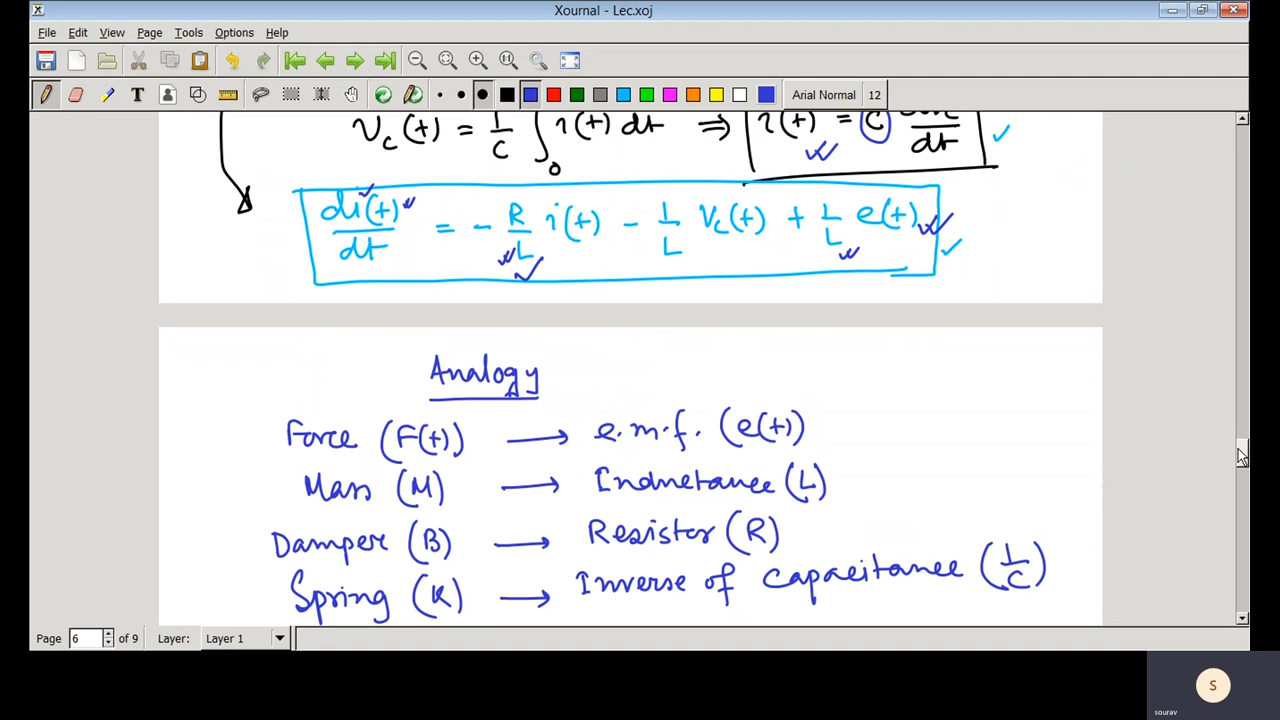 Xournal - Lec.xoj
File Edit View Page Tools Options Help
Arial Normal 12
Vc(t) = 1/C ∫0 i(t) dt ⇒ i(t) = C dt
di(t)/dt = - R/L i(t) - 1/L Vc(t) + 1/L e(t)
Analogy
Force (F(t)) → e.m.f. (e(t))
Mass (M) → Inductance (L)
Damper (B) → Resistor (R)
Spring (K) → Inverse of capacitance (1/C)
Page 6 of 9 Layer: Layer 1
S
sourav